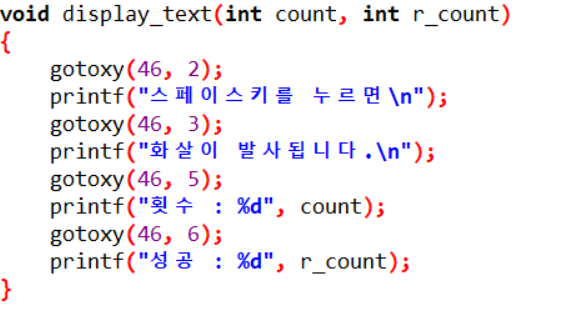 void display_text(int count, int r_count)
{
    gotoxy(46, 2);
    printf("스페이스키를 누르면\n");
    gotoxy(46, 3);
    printf("화살이 발사됩니다.\n");
    gotoxy(46, 5);
    printf("횟수 : %d", count);
    gotoxy(46, 6);
    printf("성공 : %d", r_count);
}